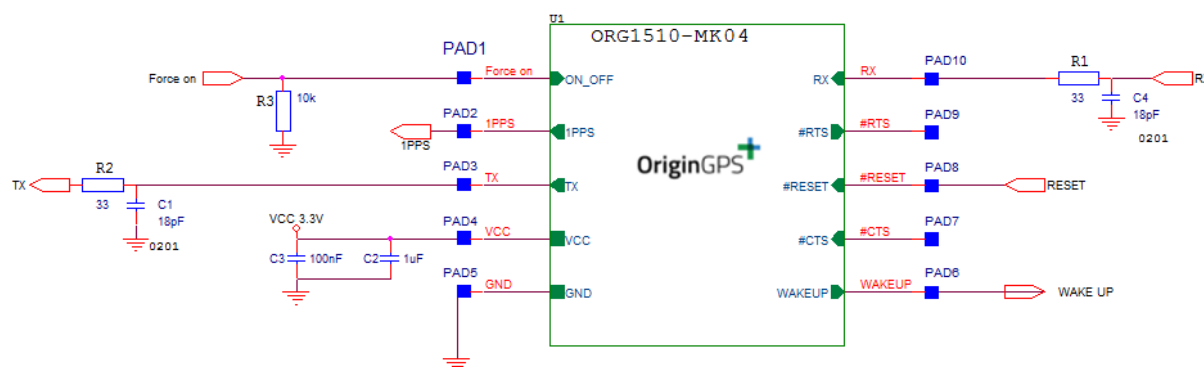 U1
ORG1510-MK04
PAD1
Force on
Force on
ON_OFF
R3
10k
PAD2
1PPS
1PPS
1PPS
R2
TX
33
C1
18pF
0201
PAD3
TX
TX
VCC 3.3V
C3
100nF
C2
1uF
PAD4
VCC
VCC
PAD5
GND
GND
OriginGPS
RX
RX
PAD10
R1
33
C4
18pF
0201
#RTS
#RTS
PAD9
#RESET
#RESET
PAD8
RESET
#CTS
#CTS
PAD7
WAKEUP
WAKEUP
PAD6
WAKE UP